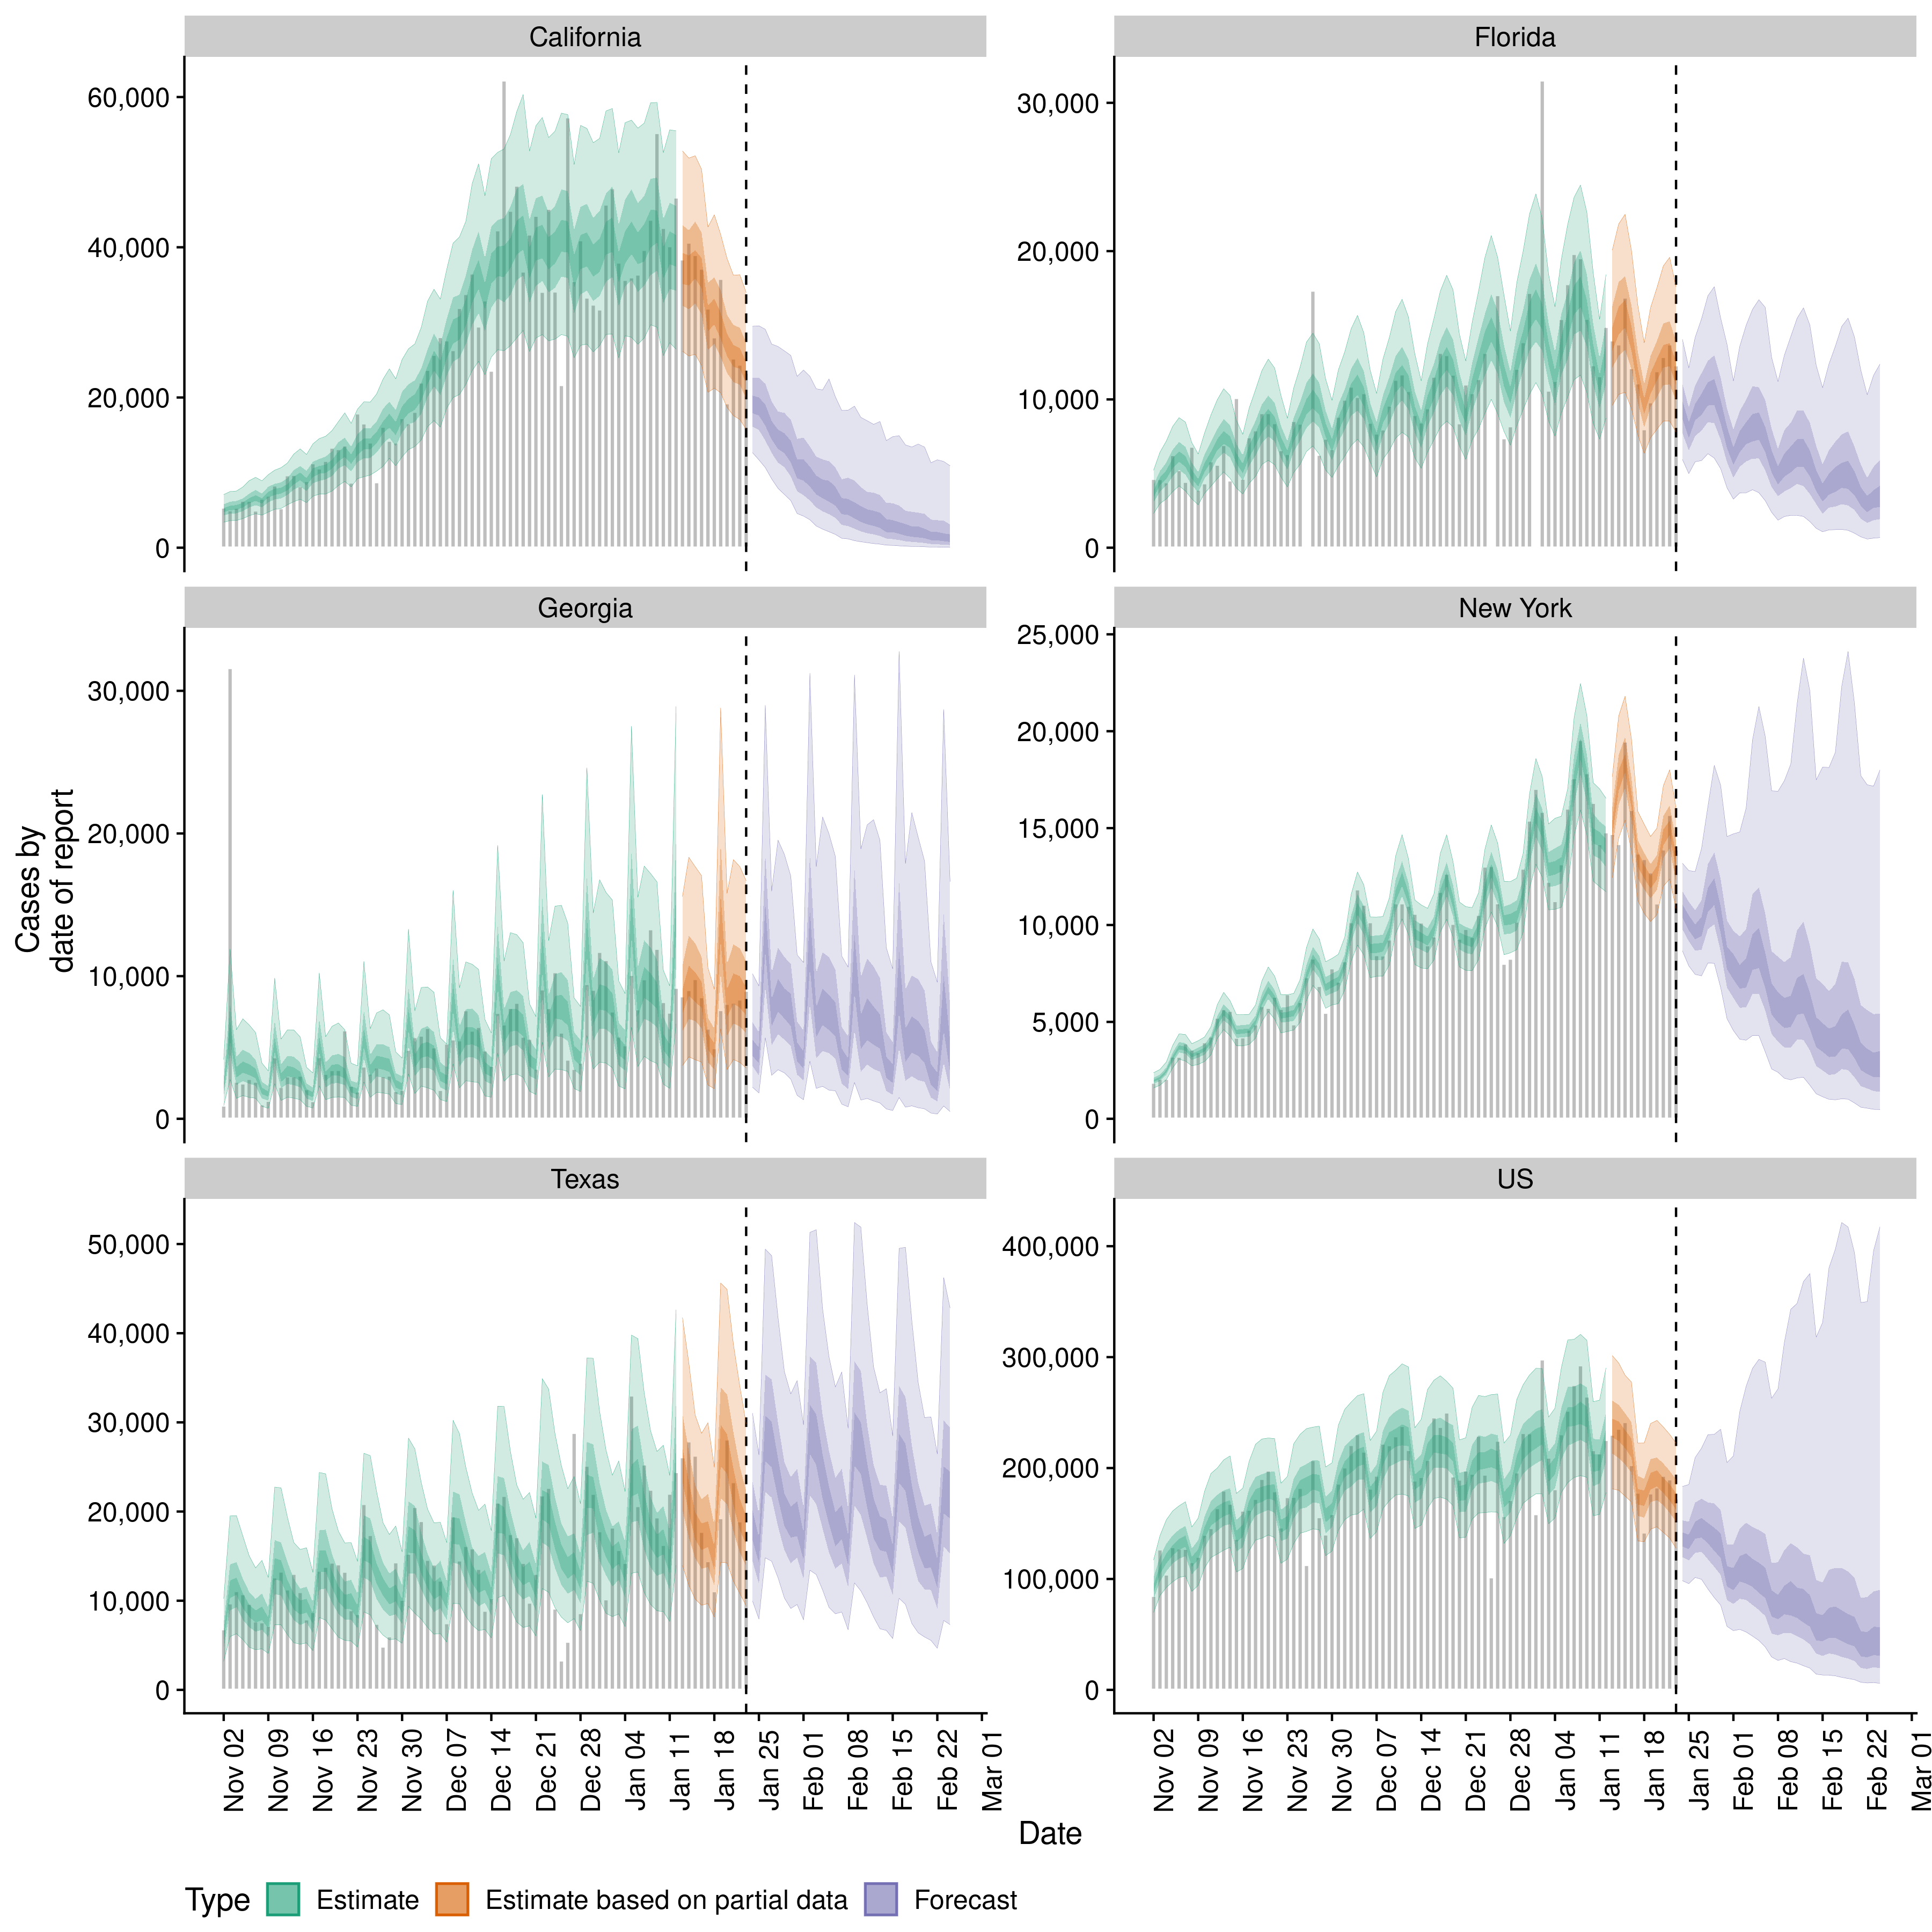 California
Florida
60,000
40,000
20,000
0
30,000
20,000
10,000
0
Georgia
New York
30,000
20,000
10,000
0
25,000
20,000
15,000
10,000
5,000
0
Cases by
date of report
Texas
US
50,000
40,000
30,000
20,000
10,000
0
400,000
300,000
200,000
100,000
0
Nov 02
Nov 09
Nov 16
Nov 23
Nov 30
Dec 07
Dec 14
Dec 21
Dec 28
Jan 04
Jan 11
Jan 18
Jan 25
Feb 01
Feb 08
Feb 15
Feb 22
Mar 01
Nov 02
Nov 09
Nov 16
Nov 23
Nov 30
Dec 07
Dec 14
Dec 21
Dec 28
Jan 04
Jan 11
Jan 18
Jan 25
Feb 01
Feb 08
Feb 15
Feb 22
Mar 01
Date
Type Estimate Estimate based on partial data Forecast